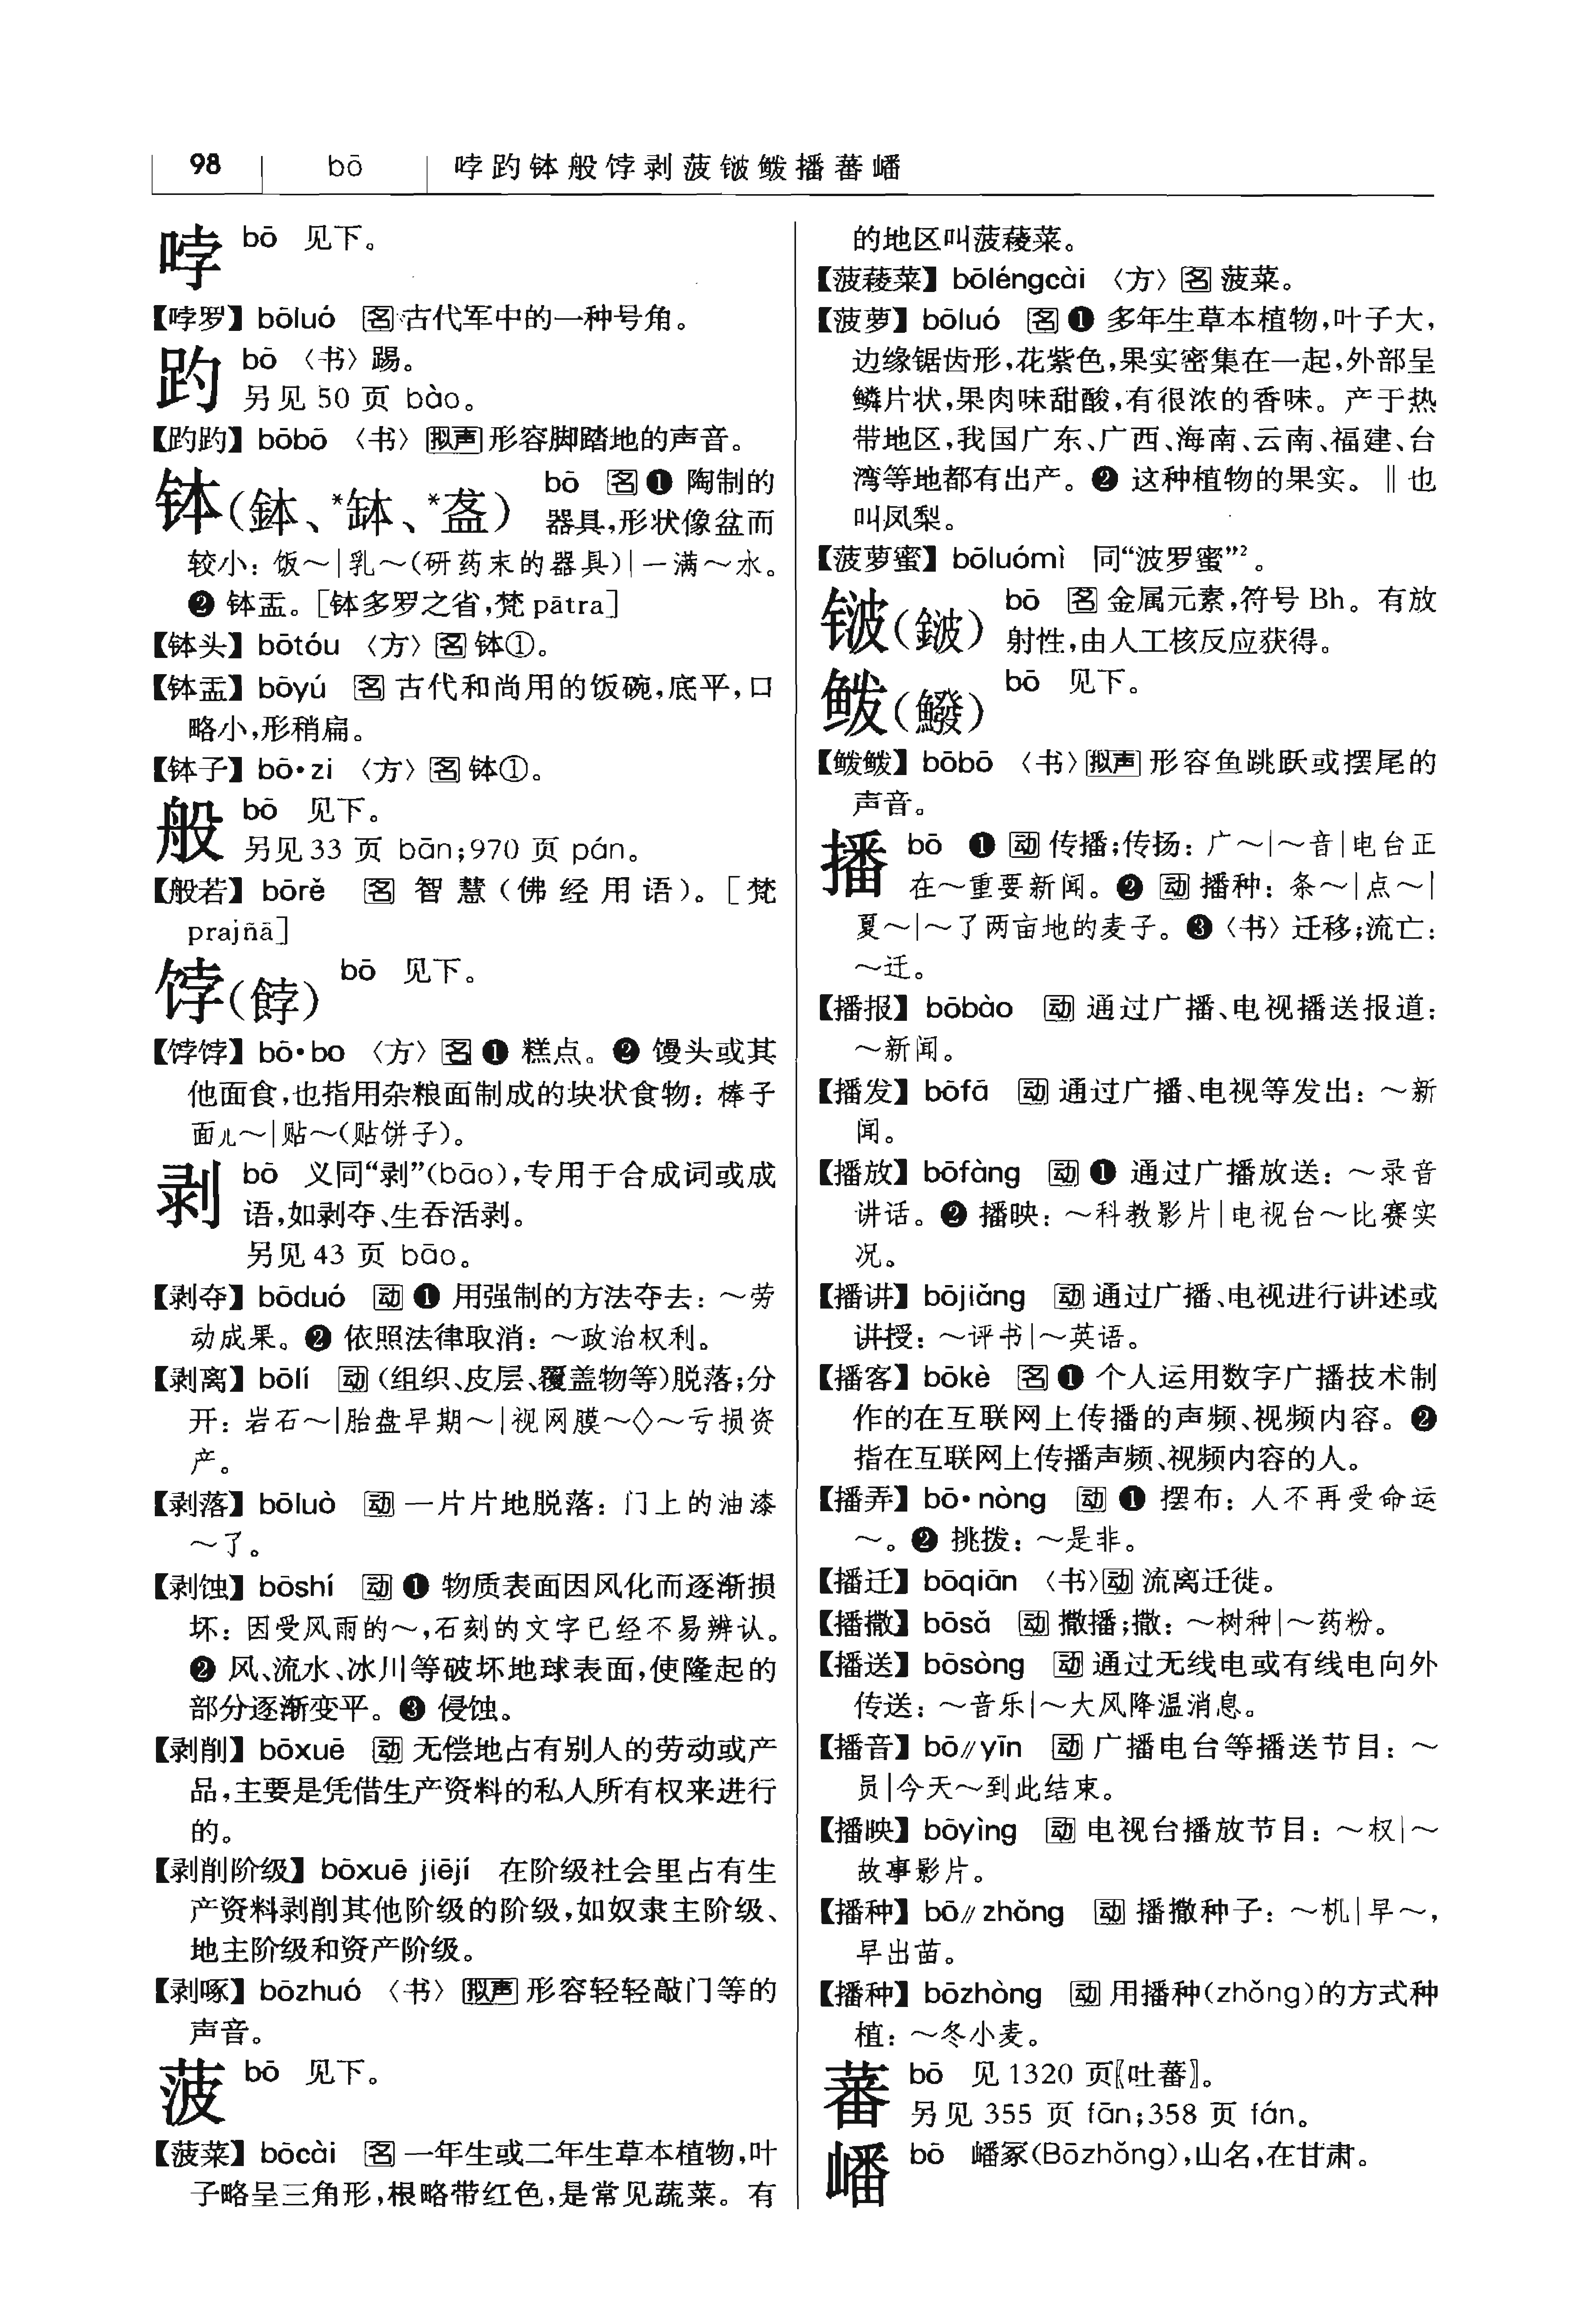 98 bō 哱趵钵般饽剥菠𬭛鲅播蕃嶓
哱 bō 见下。
【哱罗】bōluó 名 古代军中的一种号角。
趵 bō 〈书〉踢。
另见 50 页 bào。
【趵趵】bōbō 〈书〉拟声 形容脚踏地的声音。
钵(鉢、*缽、*盋) bō 名 ❶ 陶制的
器具,形状像盆而
较小:饭～|乳～(研药末的器具)|一满～水。
❷ 钵盂。[钵多罗之省,梵 pātra]
【钵头】bōtóu 〈方〉名 钵①。
【钵盂】bōyú 名 古代和尚用的饭碗,底平,口
略小,形稍扁。
【钵子】bō•zi 〈方〉名 钵①。
般 bō 见下。
另见 33 页 bān;970 页 pán。
【般若】bōrě 名 智慧(佛经用语)。[梵
prajñā]
饽(餑) bō 见下。
【饽饽】bō•bo 〈方〉名 ❶ 糕点。❷ 馒头或其
他面食,也指用杂粮面制成的块状食物:棒子
面儿～|贴～(贴饼子)。
剥 bō 义同“剥”(bāo),专用于合成词或成
语,如剥夺、生吞活剥。
另见 43 页 bāo。
【剥夺】bōduó 动 ❶ 用强制的方法夺去:～劳
动成果。❷ 依照法律取消:～政治权利。
【剥离】bōlí 动 (组织、皮层、覆盖物等)脱落;分
开:岩石～|胎盘早期～|视网膜～◇～亏损资
产。
【剥落】bōluò 动 一片片地脱落:门上的油漆
～了。
【剥蚀】bōshí 动 ❶ 物质表面因风化而逐渐损
坏:因受风雨的～,石刻的文字已经不易辨认。
❷ 风、流水、冰川等破坏地球表面,使隆起的
部分逐渐变平。❸ 侵蚀。
【剥削】bōxuē 动 无偿地占有别人的劳动或产
品,主要是凭借生产资料的私人所有权来进行
的。
【剥削阶级】bōxuē jiējí 在阶级社会里占有生
产资料剥削其他阶级的阶级,如奴隶主阶级、
地主阶级和资产阶级。
【剥啄】bōzhuó 〈书〉拟声 形容轻轻敲门等的
声音。
菠 bō 见下。
【菠菜】bōcài 名 一年生或二年生草本植物,叶
子略呈三角形,根略带红色,是常见蔬菜。有
的地区叫菠薐菜。
【菠薐菜】bōléngcài 〈方〉名 菠菜。
【菠萝】bōluó 名 ❶ 多年生草本植物,叶子大,
边缘锯齿形,花紫色,果实密集在一起,外部呈
鳞片状,果肉味甜酸,有很浓的香味。产于热
带地区,我国广东、广西、海南、云南、福建、台
湾等地都有出产。❷ 这种植物的果实。‖也
叫凤梨。
【菠萝蜜】bōluómì 同“波罗蜜”²。
𬭛(鈹) bō 名 金属元素,符号 Bh。有放
射性,由人工核反应获得。
鲅(鱍) bō 见下。
【鲅鲅】bōbō 〈书〉拟声 形容鱼跳跃或摆尾的
声音。
播 bō ❶ 动 传播;传扬:广～|～音|电台正
在～重要新闻。❷ 动 播种:条～|点～|
夏～|～了两亩地的麦子。❸〈书〉迁移;流亡:
～迁。
【播报】bōbào 动 通过广播、电视播送报道:
～新闻。
【播发】bōfā 动 通过广播、电视等发出:～新
闻。
【播放】bōfàng 动 ❶ 通过广播放送:～录音
讲话。❷ 播映:～科教影片|电视台～比赛实
况。
【播讲】bōjiǎng 动 通过广播、电视进行讲述或
讲授:～评书|～英语。
【播客】bōkè 名 ❶ 个人运用数字广播技术制
作的在互联网上传播的声频、视频内容。❷
指在互联网上传播声频、视频内容的人。
【播弄】bō•nòng 动 ❶ 摆布:人不再受命运
～。❷ 挑拨:～是非。
【播迁】bōqiān 〈书〉动 流离迁徙。
【播撒】bōsǎ 动 撒播;撒:～树种|～药粉。
【播送】bōsòng 动 通过无线电或有线电向外
传送:～音乐|～大风降温消息。
【播音】bō∥yīn 动 广播电台等播送节目:～
员|今天～到此结束。
【播映】bōyìng 动 电视台播放节目:～权|～
故事影片。
【播种】bō∥zhǒng 动 播撒种子:～机|早～,
早出苗。
【播种】bōzhòng 动 用播种(zhǒng)的方式种
植:～冬小麦。
蕃 bō 见 1320 页〖吐蕃〗。
另见 355 页 fān;358 页 fán。
嶓 bō 嶓冢(Bōzhǒng),山名,在甘肃。